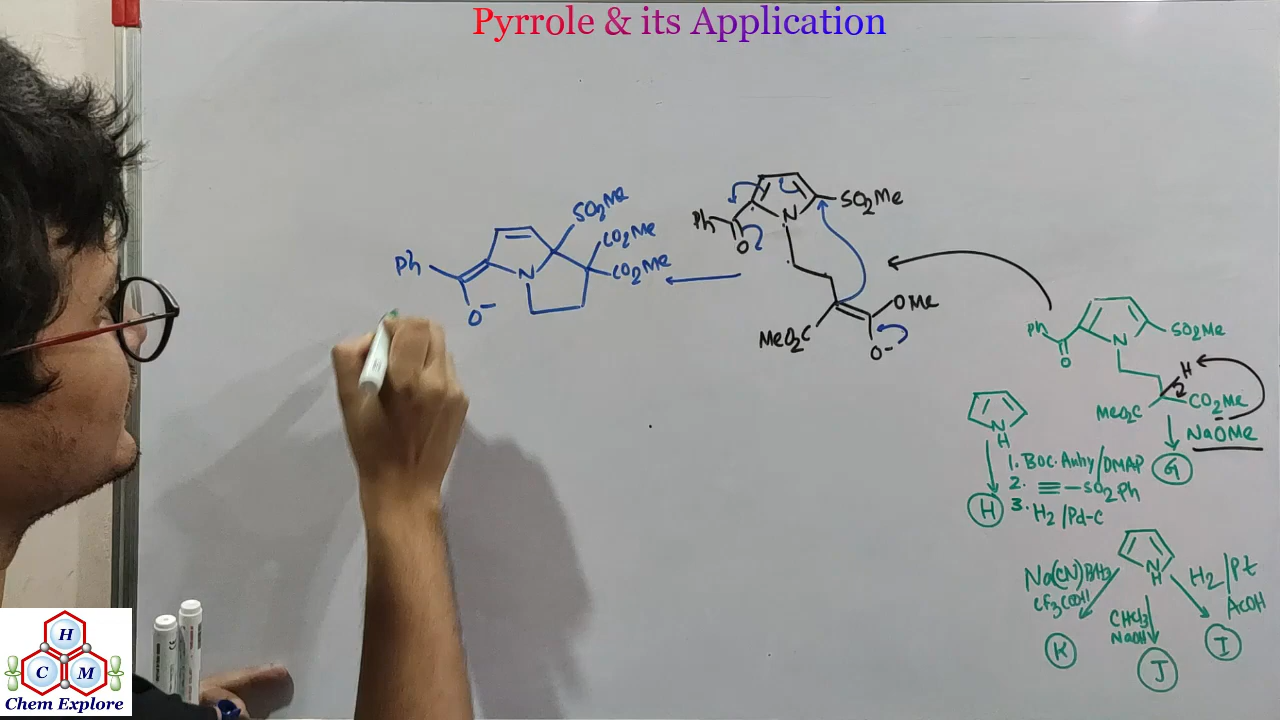 Pyrrole & its Application
SO2Me
CO2Me
CO2Me
Ph
N
O-
SO2Me
Ph
N
O
OMe
MeO2C
O-
Ph
N
SO2Me
O
H
MeO2C
CO2Me
NaOMe
G
N
H
1. Boc.Anhy/DMAP
2. ≡—SO2Ph
3. H2/Pd-C
H
N
H
Na(CN)BH3
CF3COOH
K
CHCl3
NaOH
J
H2/Pt
AcOH
I
H
C M
Chem Explore